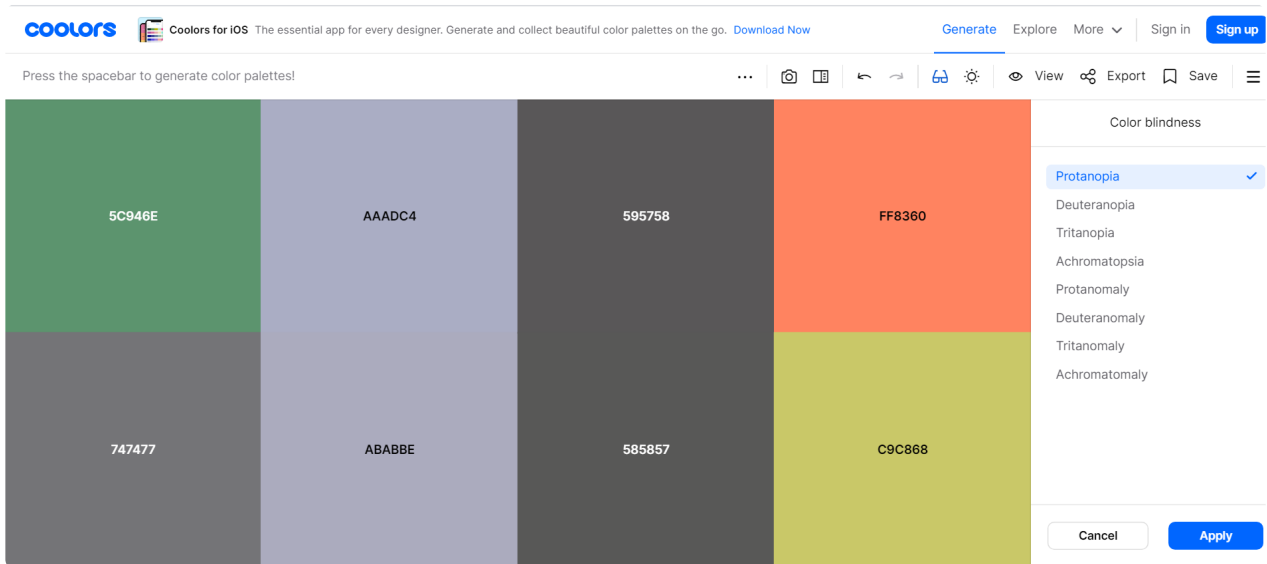 coolors Coolors for iOS The essential app for every designer. Generate and collect beautiful color palettes on the go. Download Now Generate Explore More Sign in Sign up
Press the spacebar to generate color palettes! View Export Save
Color blindness
Protanopia
Deuteranopia
Tritanopia
Achromatopsia
Protanomaly
Deuteranomaly
Tritanomaly
Achromatomaly
5C946E AAADC4 595758 FF8360
747477 ABABBE 585857 C9C868
Cancel Apply